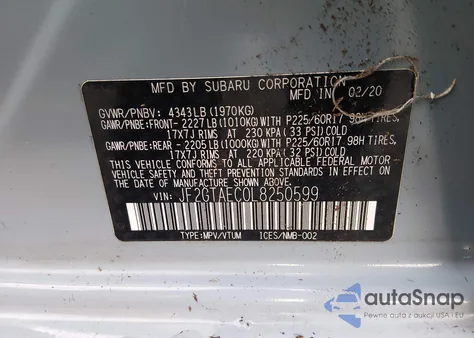 MFD BY SUBARU CORPORATION
MFD IN 02/20
GVWR/PNBV: 4343LB(1970KG)
GAWR/PNBE: FRONT- 2227LB(1010KG)WITH P225/60R17 98H TIRES,
17X7J RIMS AT 230 KPA(33 PSI)COLD
GAWR/PNBE: REAR - 2205LB(1000KG)WITH P225/60R17 98H TIRES,
17X7J RIMS AT 220 KPA(32 PSI)COLD
THIS VEHICLE CONFORMS TO ALL APPLICABLE FEDERAL MOTOR
VEHICLE SAFETY AND THEFT PREVENTION STANDARDS IN EFFECT
ON THE DATE OF MANUFACTURE SHOWN ABOVE.
VIN: JF2GTAEC0L8250599
TYPE:MPV/VTUM ICES/NMB-002
autoSnap
Pewne auta z USA i EU